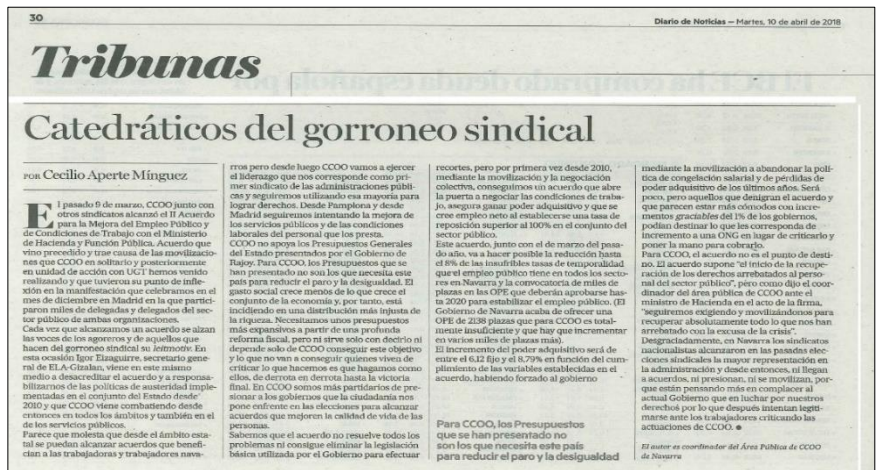 30
Diario de Noticias – Martes, 10 de abril de 2018
Tribunas
Catedráticos del gorroneo sindical
POR Cecilio Aperte Mínguez
El pasado 9 de marzo, CCOO junto con
otros sindicatos alcanzó el II Acuerdo
para la Mejora del Empleo Público y
de Condiciones de Trabajo con el Ministerio
de Hacienda y Función Pública. Acuerdo que
vino precedido y trae causa de las movilizacio-
nes que CCOO en solitario y posteriormente
en unidad de acción con UGT hemos venido
realizando y que tuvieron su punto de infle-
xión en la manifestación que celebramos en el
mes de diciembre en Madrid en la que partici-
paron miles de delegadas y delegados del sec-
tor público de ambas organizaciones.
Cada vez que alcanzamos un acuerdo se alzan
las voces de los agoreros y de aquellos que
hacen del gorroneo sindical su leitmotiv. En
esta ocasión Igor Eizaguirre, secretario gene-
ral de ELA-Gizalan, viene en este mismo
medio a desacreditar el acuerdo y a responsa-
bilizarnos de las políticas de austeridad imple-
mentadas en el conjunto del Estado desde
2010 y que CCOO viene combatiendo desde
entonces en todos los ámbitos y también en el
de los servicios públicos.
Parece que molesta que desde el ámbito esta-
tal se puedan alcanzar acuerdos que benefi-
cian a las trabajadoras y trabajadores nava-
rros pero desde luego CCOO vamos a ejercer
el liderazgo que nos corresponde como pri-
mer sindicato de las administraciones públi-
cas y seguiremos utilizando esa mayoría para
lograr derechos. Desde Pamplona y desde
Madrid seguiremos intentando la mejora de
los servicios públicos y de las condiciones
laborales del personal que los presta.
CCOO no apoya los Presupuestos Generales
del Estado presentados por el Gobierno de
Rajoy. Para CCOO, los Presupuestos que se
han presentado no son los que necesita este
país para reducir el paro y la desigualdad. El
gasto social crece menos de lo que crece el
conjunto de la economía y, por tanto, está
incidiendo en una distribución más injusta de
la riqueza. Necesitamos unos presupuestos
más expansivos a partir de una profunda
reforma fiscal, pero ni sirve solo con decirlo ni
depende solo de CCOO conseguir este objetivo
y lo que no van a conseguir quienes viven de
criticar lo que hacemos es que hagamos como
ellos, de derrota en derrota hasta la victoria
final. En CCOO somos más partidarios de pre-
sionar a los gobiernos que la ciudadanía nos
pone enfrente en las elecciones para alcanzar
acuerdos que mejoren la calidad de vida de las
personas.
Sabemos que el acuerdo no resuelve todos los
problemas ni consigue eliminar la legislación
básica utilizada por el Gobierno para efectuar
recortes, pero por primera vez desde 2010,
mediante la movilización y la negociación
colectiva, conseguimos un acuerdo que abre
la puerta a negociar las condiciones de traba-
jo, asegura ganar poder adquisitivo y que se
cree empleo neto al establecerse una tasa de
reposición superior al 100% en el conjunto del
sector público.
Este acuerdo, junto con el de marzo del pasa-
do año, va a hacer posible la reducción hasta
el 8% de las insufribles tasas de temporalidad
que el empleo público tiene en todos los secto-
res en Navarra y la convocatoria de miles de
plazas en las OPE que deberán aprobarse has-
ta 2020 para estabilizar el empleo público. (El
Gobierno de Navarra acaba de ofrecer una
OPE de 2138 plazas que para CCOO es total-
mente insuficiente y que hay que incrementar
en varios miles de plazas más).
El incremento del poder adquisitivo será de
entre el 6,12 fijo y el 8,79% en función del cum-
plimiento de las variables establecidas en el
acuerdo, habiendo forzado al gobierno
Para CCOO, los Presupuestos
que se han presentado no
son los que necesita este país
para reducir el paro y la desigualdad
mediante la movilización a abandonar la polí-
tica de congelación salarial y de pérdidas de
poder adquisitivo de los últimos años. Será
poco, pero aquellos que denigran el acuerdo y
que parecen estar más cómodos con incre-
mentos graciables del 1% de los gobiernos,
podían destinar lo que les corresponda de
incremento a una ONG en lugar de criticarlo y
poner la mano para cobrarlo.
Para CCOO, el acuerdo no es el punto de desti-
no. El acuerdo supone "el inicio de la recupe-
ración de los derechos arrebatados al perso-
nal del sector público", pero como dijo el coor-
dinador del área pública de CCOO ante el
ministro de Hacienda en el acto de la firma,
"seguiremos exigiendo y movilizándonos para
recuperar absolutamente todo lo que nos han
arrebatado con la excusa de la crisis".
Desgraciadamente, en Navarra los sindicatos
nacionalistas alcanzaron en las pasadas elec-
ciones sindicales la mayor representación en
la administración y desde entonces, ni llegan
a acuerdos, ni presionan, ni se movilizan, por-
que están pensando más en complacer al
actual Gobierno que en luchar por nuestros
derechos por lo que después intentan legiti-
marse ante los trabajadores criticando las
actuaciones de CCOO. ●
El autor es coordinador del Área Pública de CCOO
de Navarra